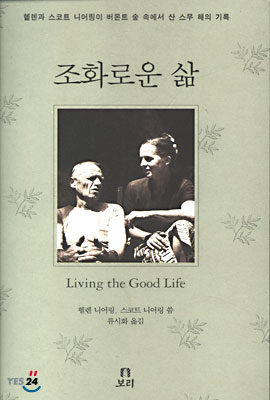 헬렌과 스코트 니어링이 버몬트 숲 속에서 산 스무 해의 기록
조화로운 삶
Living the Good Life
헬렌 니어링, 스코트 니어링 씀
류시화 옮김
보리
YES24